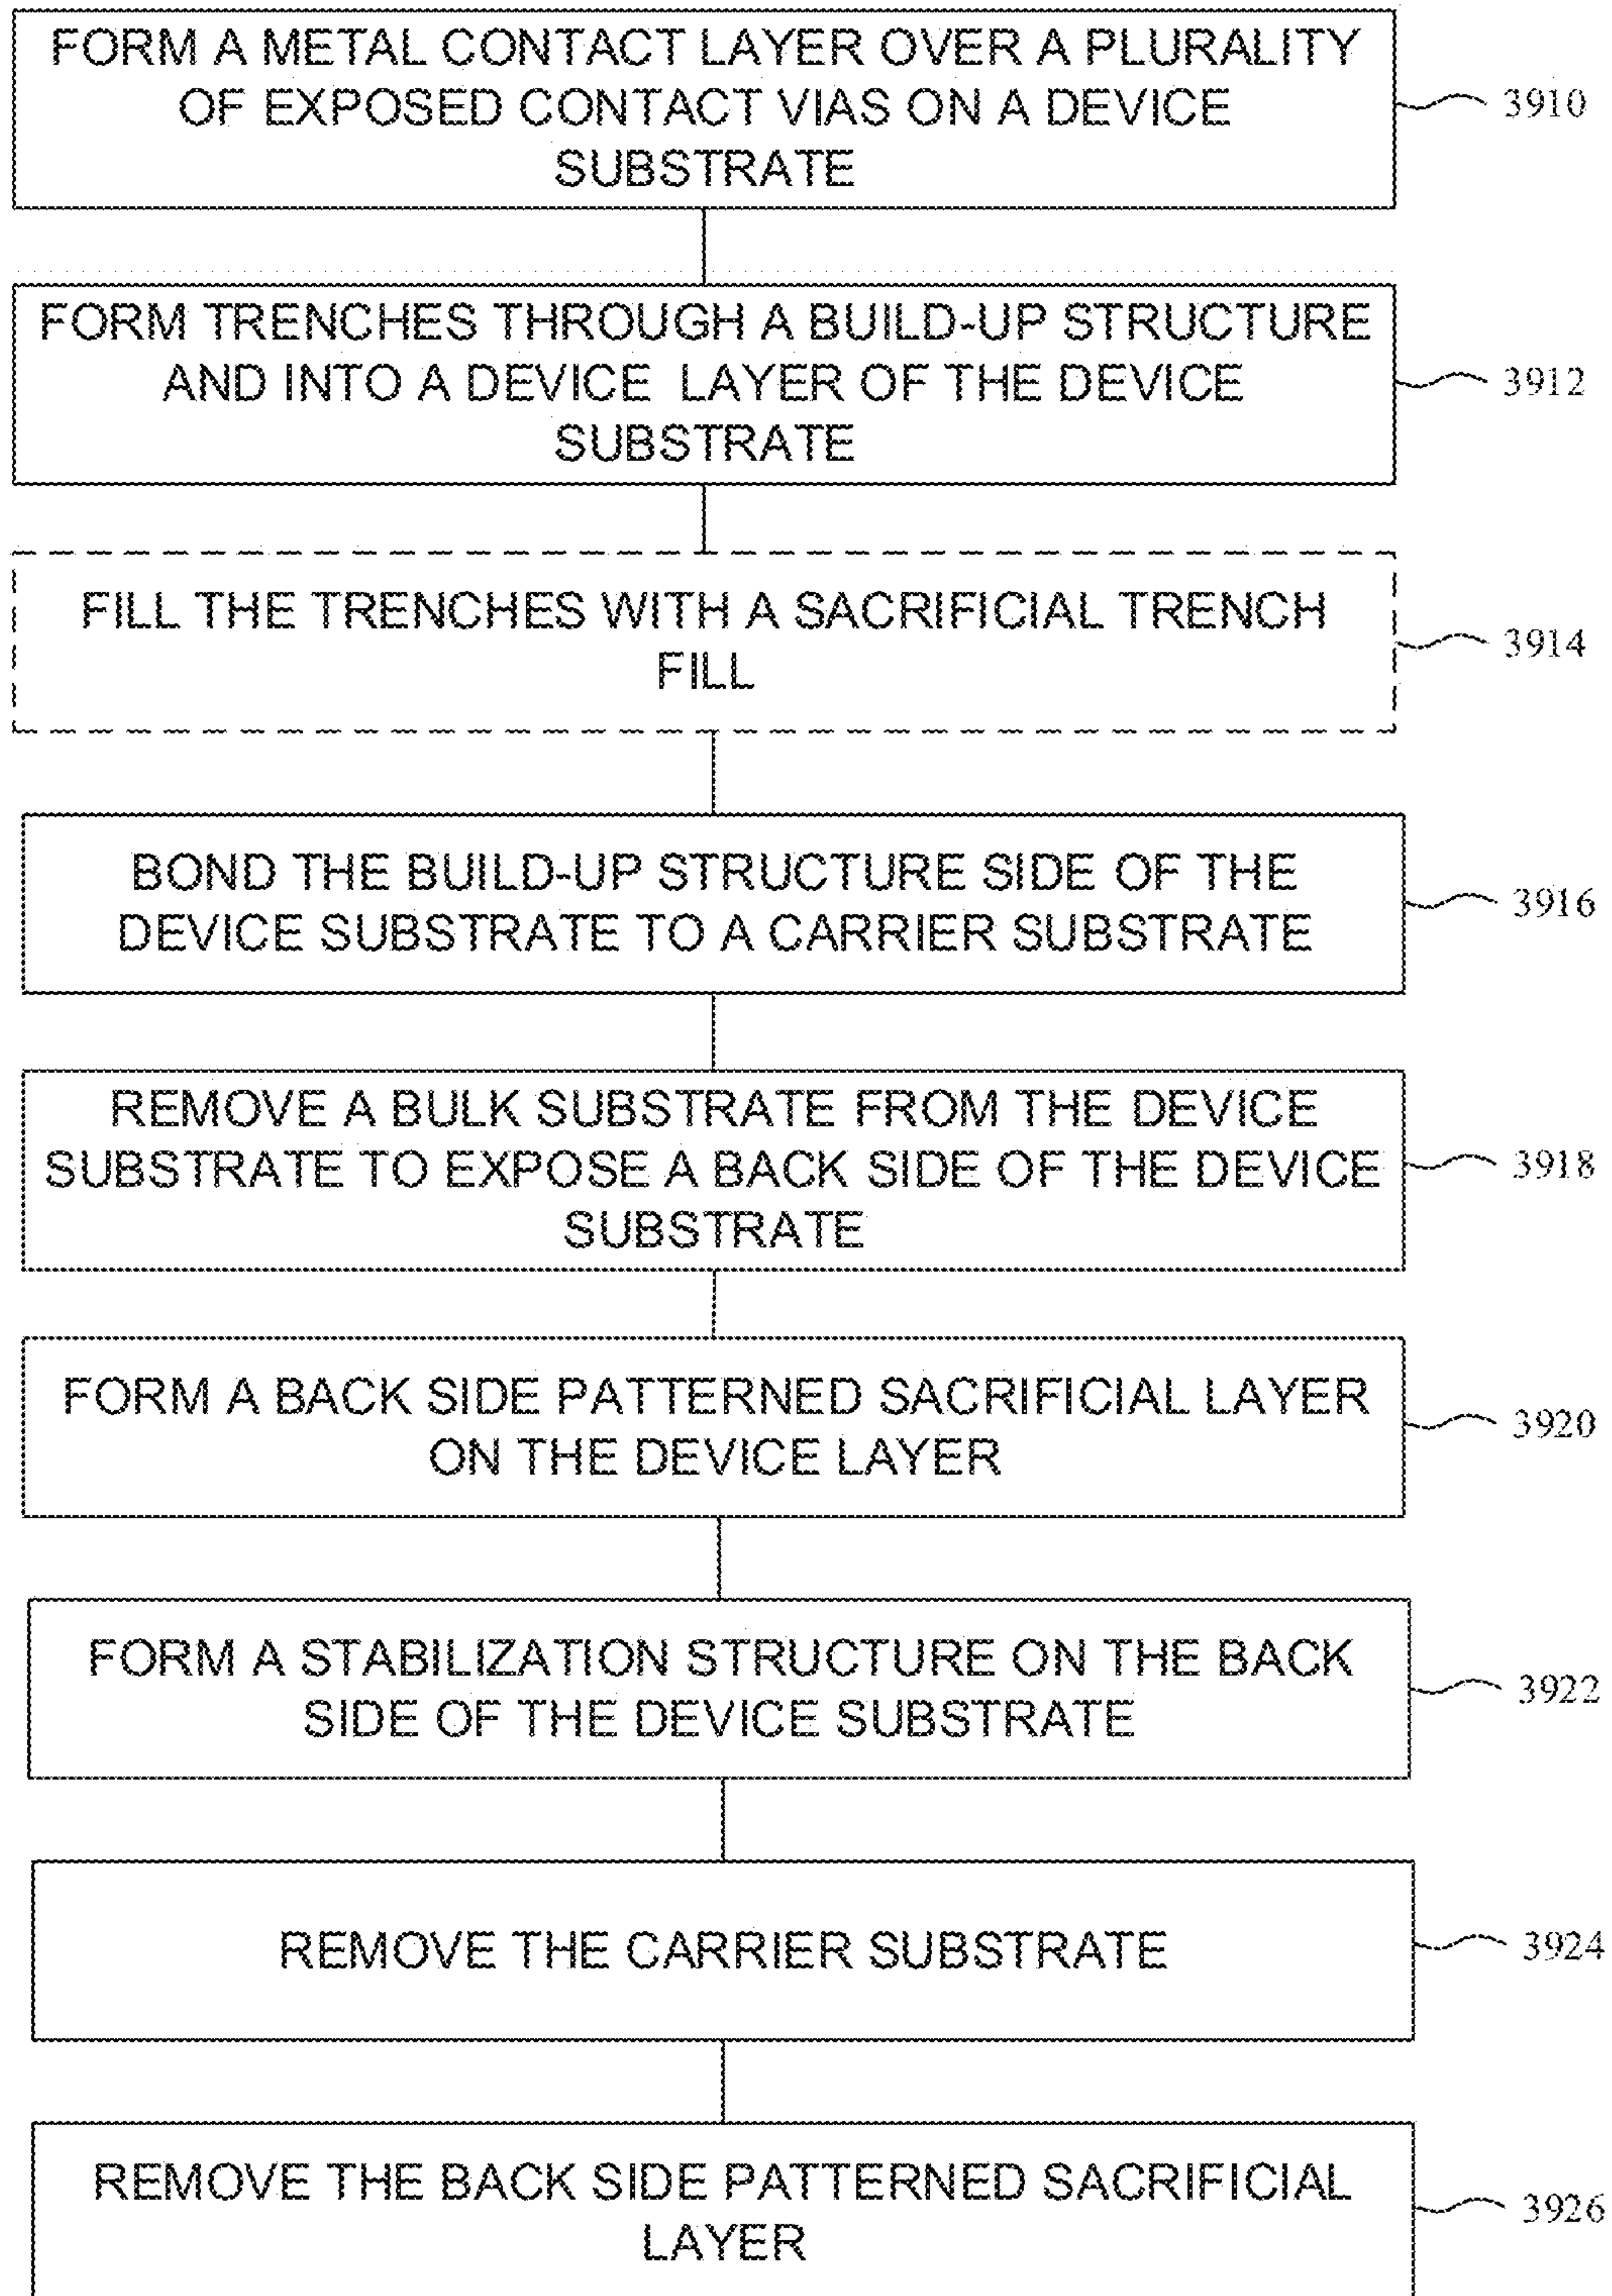 FORM A METAL CONTACT LAYER OVER A PLURALITY
OF EXPOSED CONTACT VIAS ON A DEVICE
SUBSTRATE
3910
FORM TRENCHES THROUGH A BUILD-UP STRUCTURE
AND INTO A DEVICE LAYER OF THE DEVICE
SUBSTRATE
3912
FILL THE TRENCHES WITH A SACRIFICIAL TRENCH
FILL
3914
BOND THE BUILD-UP STRUCTURE SIDE OF THE
DEVICE SUBSTRATE TO A CARRIER SUBSTRATE
3916
REMOVE A BULK SUBSTRATE FROM THE DEVICE
SUBSTRATE TO EXPOSE A BACK SIDE OF THE DEVICE
SUBSTRATE
3918
FORM A BACK SIDE PATTERNED SACRIFICIAL LAYER
ON THE DEVICE LAYER
3920
FORM A STABILIZATION STRUCTURE ON THE BACK
SIDE OF THE DEVICE SUBSTRATE
3922
REMOVE THE CARRIER SUBSTRATE
3924
REMOVE THE BACK SIDE PATTERNED SACRIFICIAL
LAYER
3926